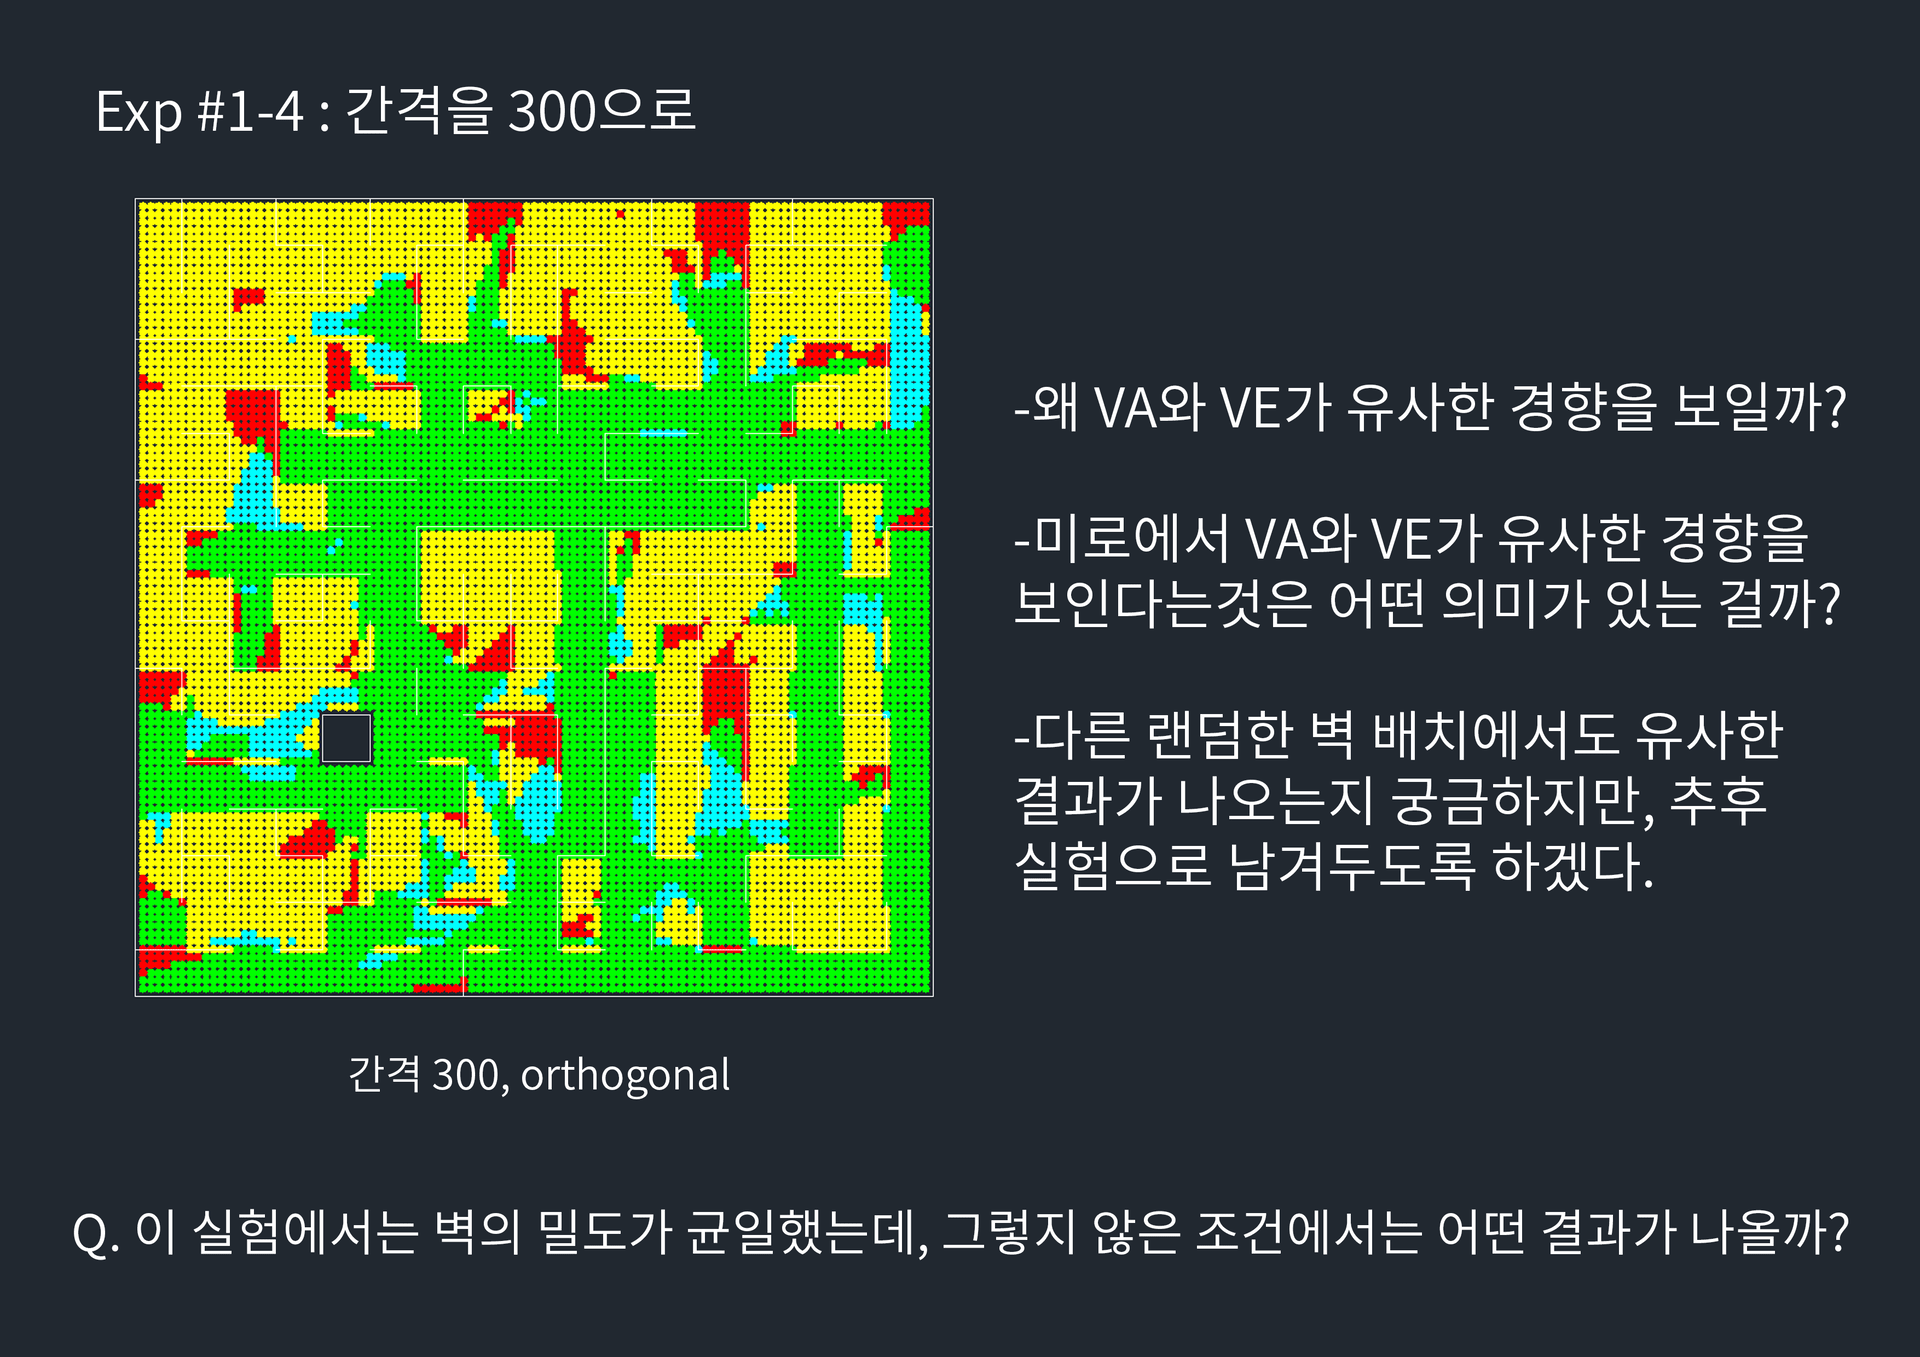 Exp #1-4 : 간격을 300으로
-왜 VA와 VE가 유사한 경향을 보일까?
-미로에서 VA와 VE가 유사한 경향을
보인다는것은 어떤 의미가 있는 걸까?
-다른 랜덤한 벽 배치에서도 유사한
결과가 나오는지 궁금하지만, 추후
실험으로 남겨두도록 하겠다.
간격 300, orthogonal
Q. 이 실험에서는 벽의 밀도가 균일했는데, 그렇지 않은 조건에서는 어떤 결과가 나올까?